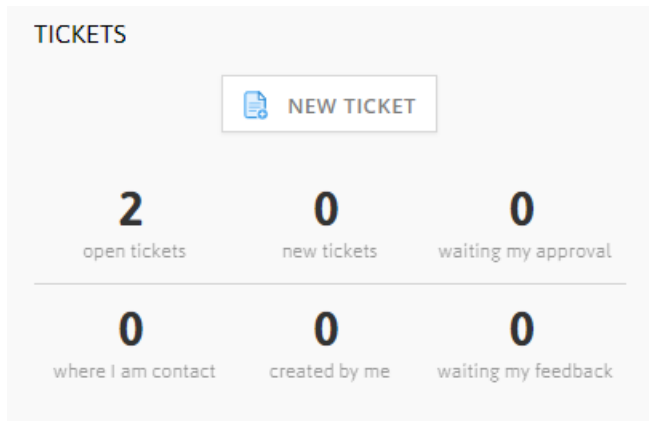 TICKETS
NEW TICKET
2 0 0
open tickets new tickets waiting my approval
0 0 0
where I am contact created by me waiting my feedback